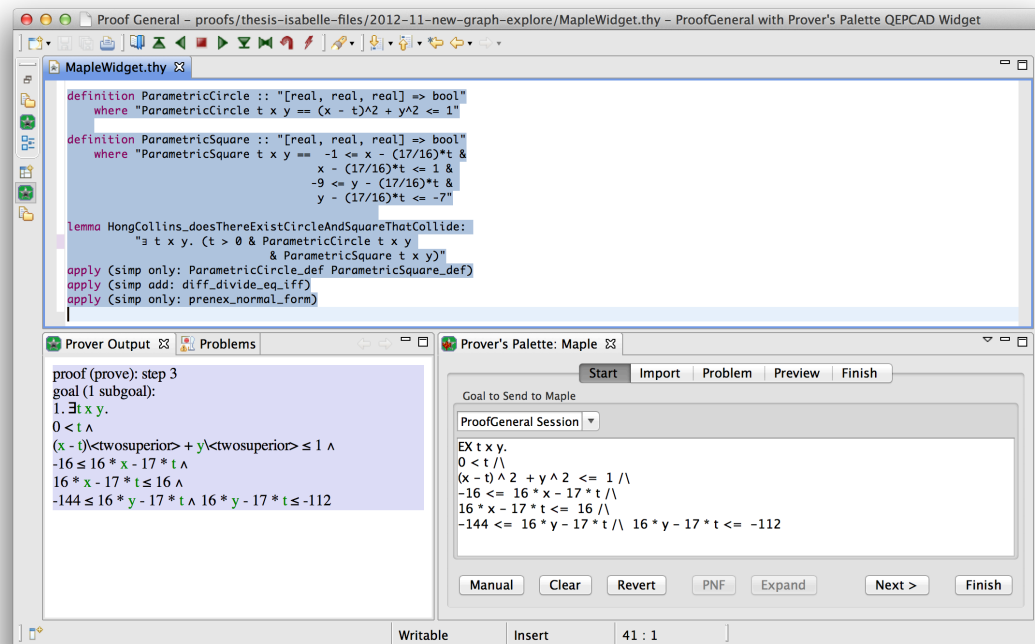 Proof General – proofs/thesis-isabelle-files/2012-11-new-graph-explore/MapleWidget.thy – ProofGeneral with Prover's Palette QEPCAD Widget
MapleWidget.thy
definition ParametricCircle :: "[real, real, real] => bool"
where "ParametricCircle t x y == (x - t)^2 + y^2 <= 1"
definition ParametricSquare :: "[real, real, real] => bool"
where "ParametricSquare t x y == -1 <= x - (17/16)*t &
x - (17/16)*t <= 1 &
-9 <= y - (17/16)*t &
y - (17/16)*t <= -7"
lemma HongCollins_doesThereExistCircleAndSquareThatCollide:
"∃ t x y. (t > 0 & ParametricCircle t x y
& ParametricSquare t x y)"
apply (simp only: ParametricCircle_def ParametricSquare_def)
apply (simp add: diff_divide_eq_iff)
apply (simp only: prenex_normal_form)
Prover Output
Problems
proof (prove): step 3
goal (1 subgoal):
1. ∃t x y.
0 < t ∧
(x - t)\<twosuperior> + y\<twosuperior> ≤ 1 ∧
-16 ≤ 16 * x - 17 * t ∧
16 * x - 17 * t ≤ 16 ∧
-144 ≤ 16 * y - 17 * t ∧ 16 * y - 17 * t ≤ -112
Prover's Palette: Maple
Start Import Problem Preview Finish
Goal to Send to Maple
ProofGeneral Session
EX t x y.
0 < t /\
(x – t) ^ 2 + y ^ 2 <= 1 /\
–16 <= 16 * x – 17 * t /\
16 * x – 17 * t <= 16 /\
–144 <= 16 * y – 17 * t /\ 16 * y – 17 * t <= –112
Manual Clear Revert PNF Expand Next > Finish
Writable Insert 41 : 1